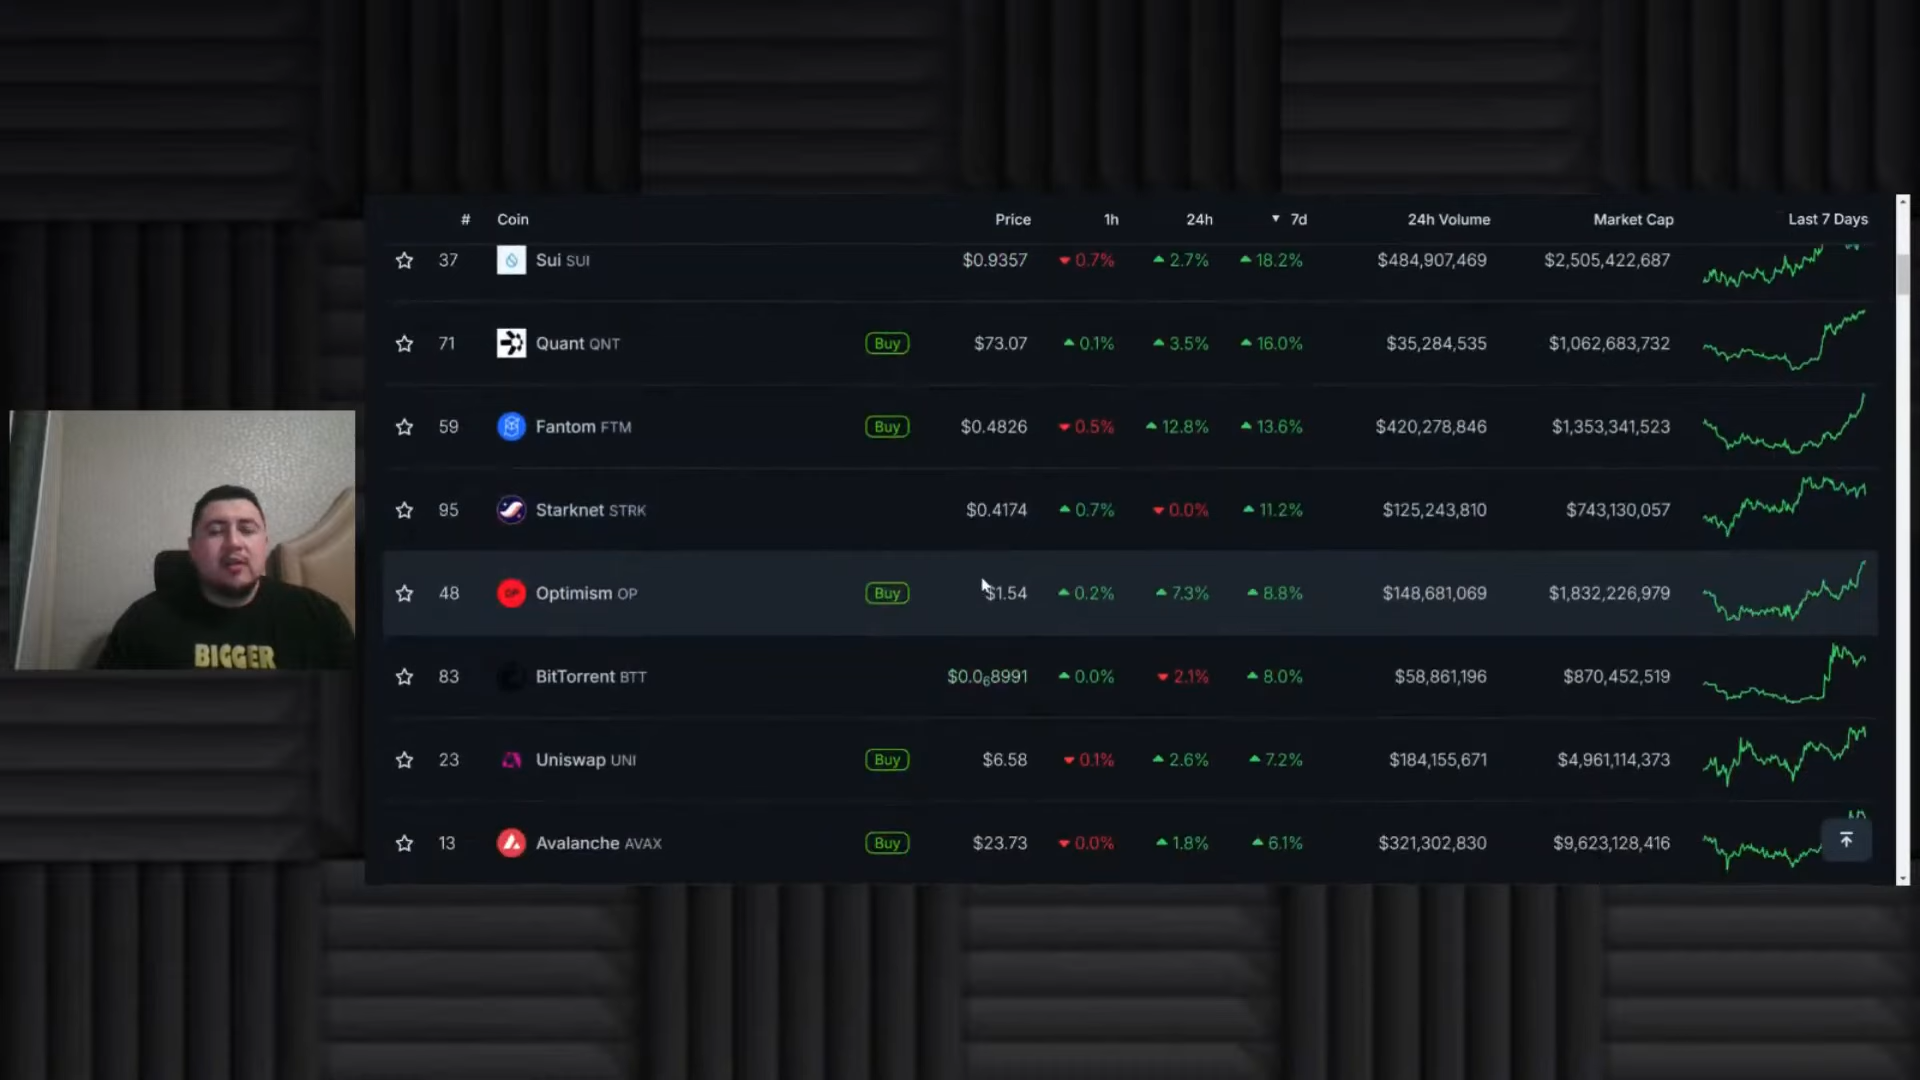 # Coin Price 1h 24h 7d 24h Volume Market Cap Last 7 Days
37 Sui SUI $0.9357 0.7% 2.7% 18.2% $484,907,469 $2,505,422,687
71 Quant QNT Buy $73.07 0.1% 3.5% 16.0% $35,284,535 $1,062,683,732
59 Fantom FTM Buy $0.4826 0.5% 12.8% 13.6% $420,278,846 $1,353,341,523
95 Starknet STRK $0.4174 0.7% 0.0% 11.2% $125,243,810 $743,130,057
48 Optimism OP Buy $1.54 0.2% 7.3% 8.8% $148,681,069 $1,832,226,979
83 BitTorrent BTT $0.0₆8991 0.0% 2.1% 8.0% $58,861,196 $870,452,519
23 Uniswap UNI Buy $6.58 0.1% 2.6% 7.2% $184,155,671 $4,961,114,373
13 Avalanche AVAX Buy $23.73 0.0% 1.8% 6.1% $321,302,830 $9,623,128,416
BIGGER